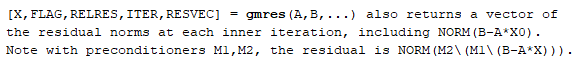 [X,FLAG,RELRES,ITER,RESVEC] = gmres(A,B,...) also returns a vector of
the residual norms at each inner iteration, including NORM(B-A*X0).
Note with preconditioners M1,M2, the residual is NORM(M2\(M1\(B-A*X))).